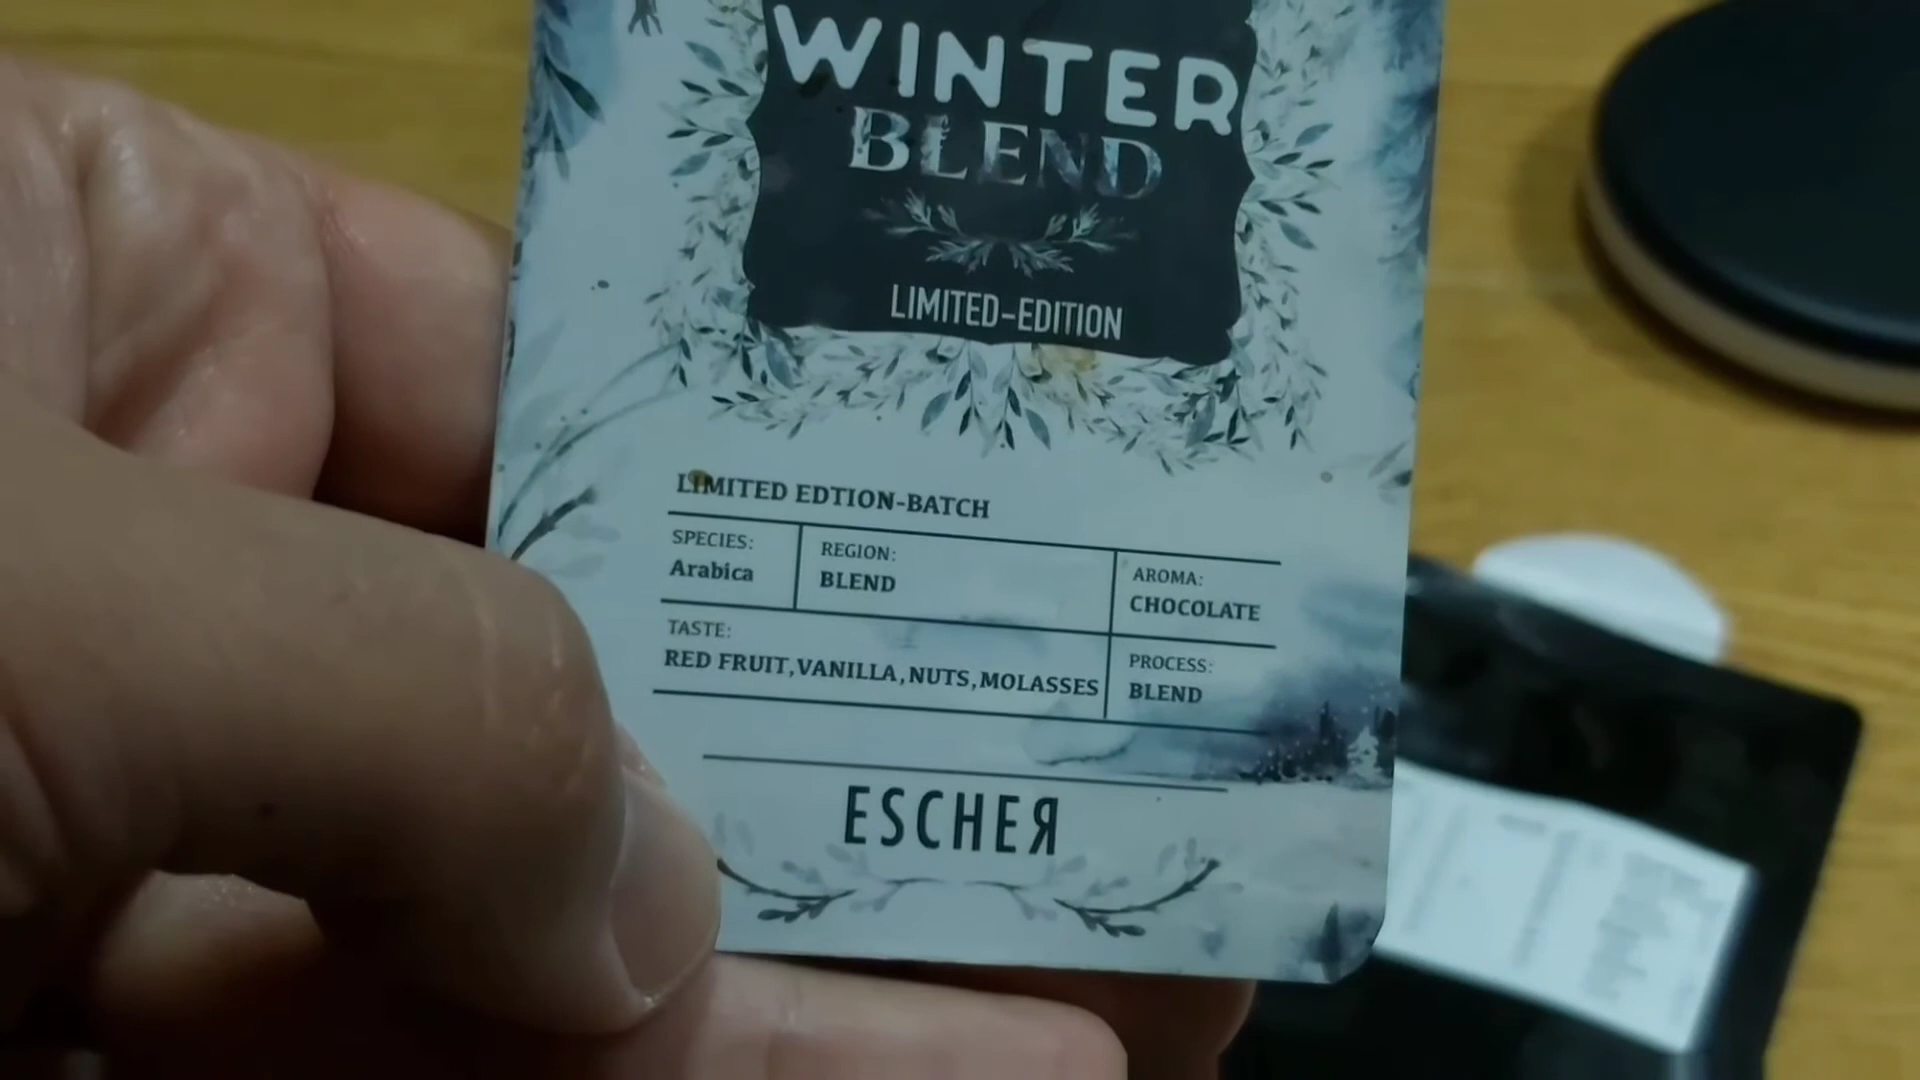 WINTER
BLEND
LIMITED-EDITION
LIMITED EDTION-BATCH
SPECIES:
Arabica
REGION:
BLEND
AROMA:
CHOCOLATE
TASTE:
RED FRUIT,VANILLA,NUTS,MOLASSES
PROCESS:
BLEND
ESCHEЯ